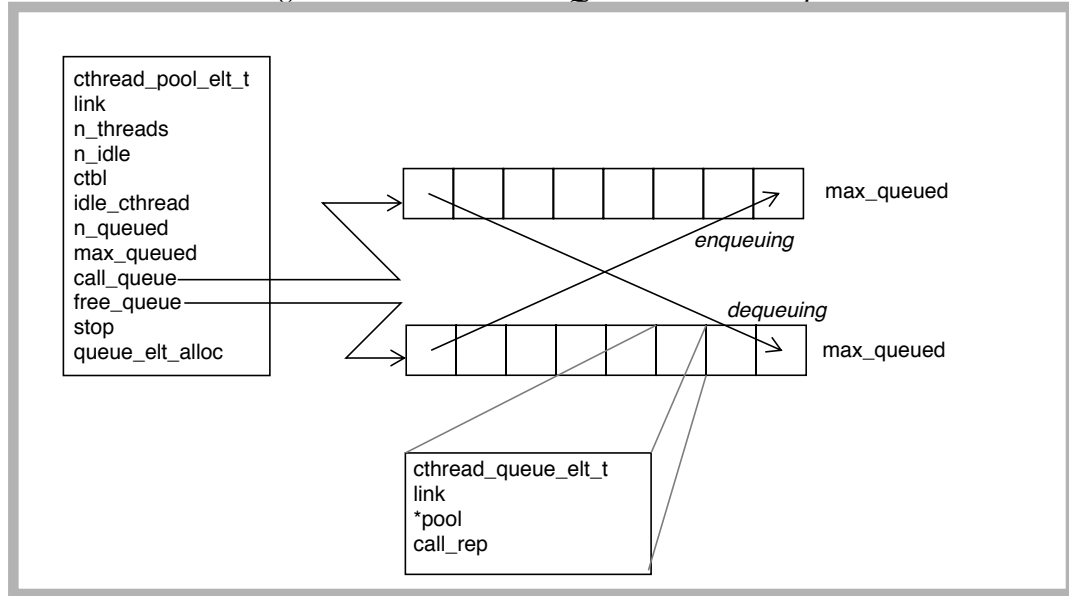 cthread_pool_elt_t
link
n_threads
n_idle
ctbl
idle_cthread
n_queued
max_queued
call_queue
free_queue
stop
queue_elt_alloc
max_queued
enqueuing
dequeuing
max_queued
cthread_queue_elt_t
link
*pool
call_rep